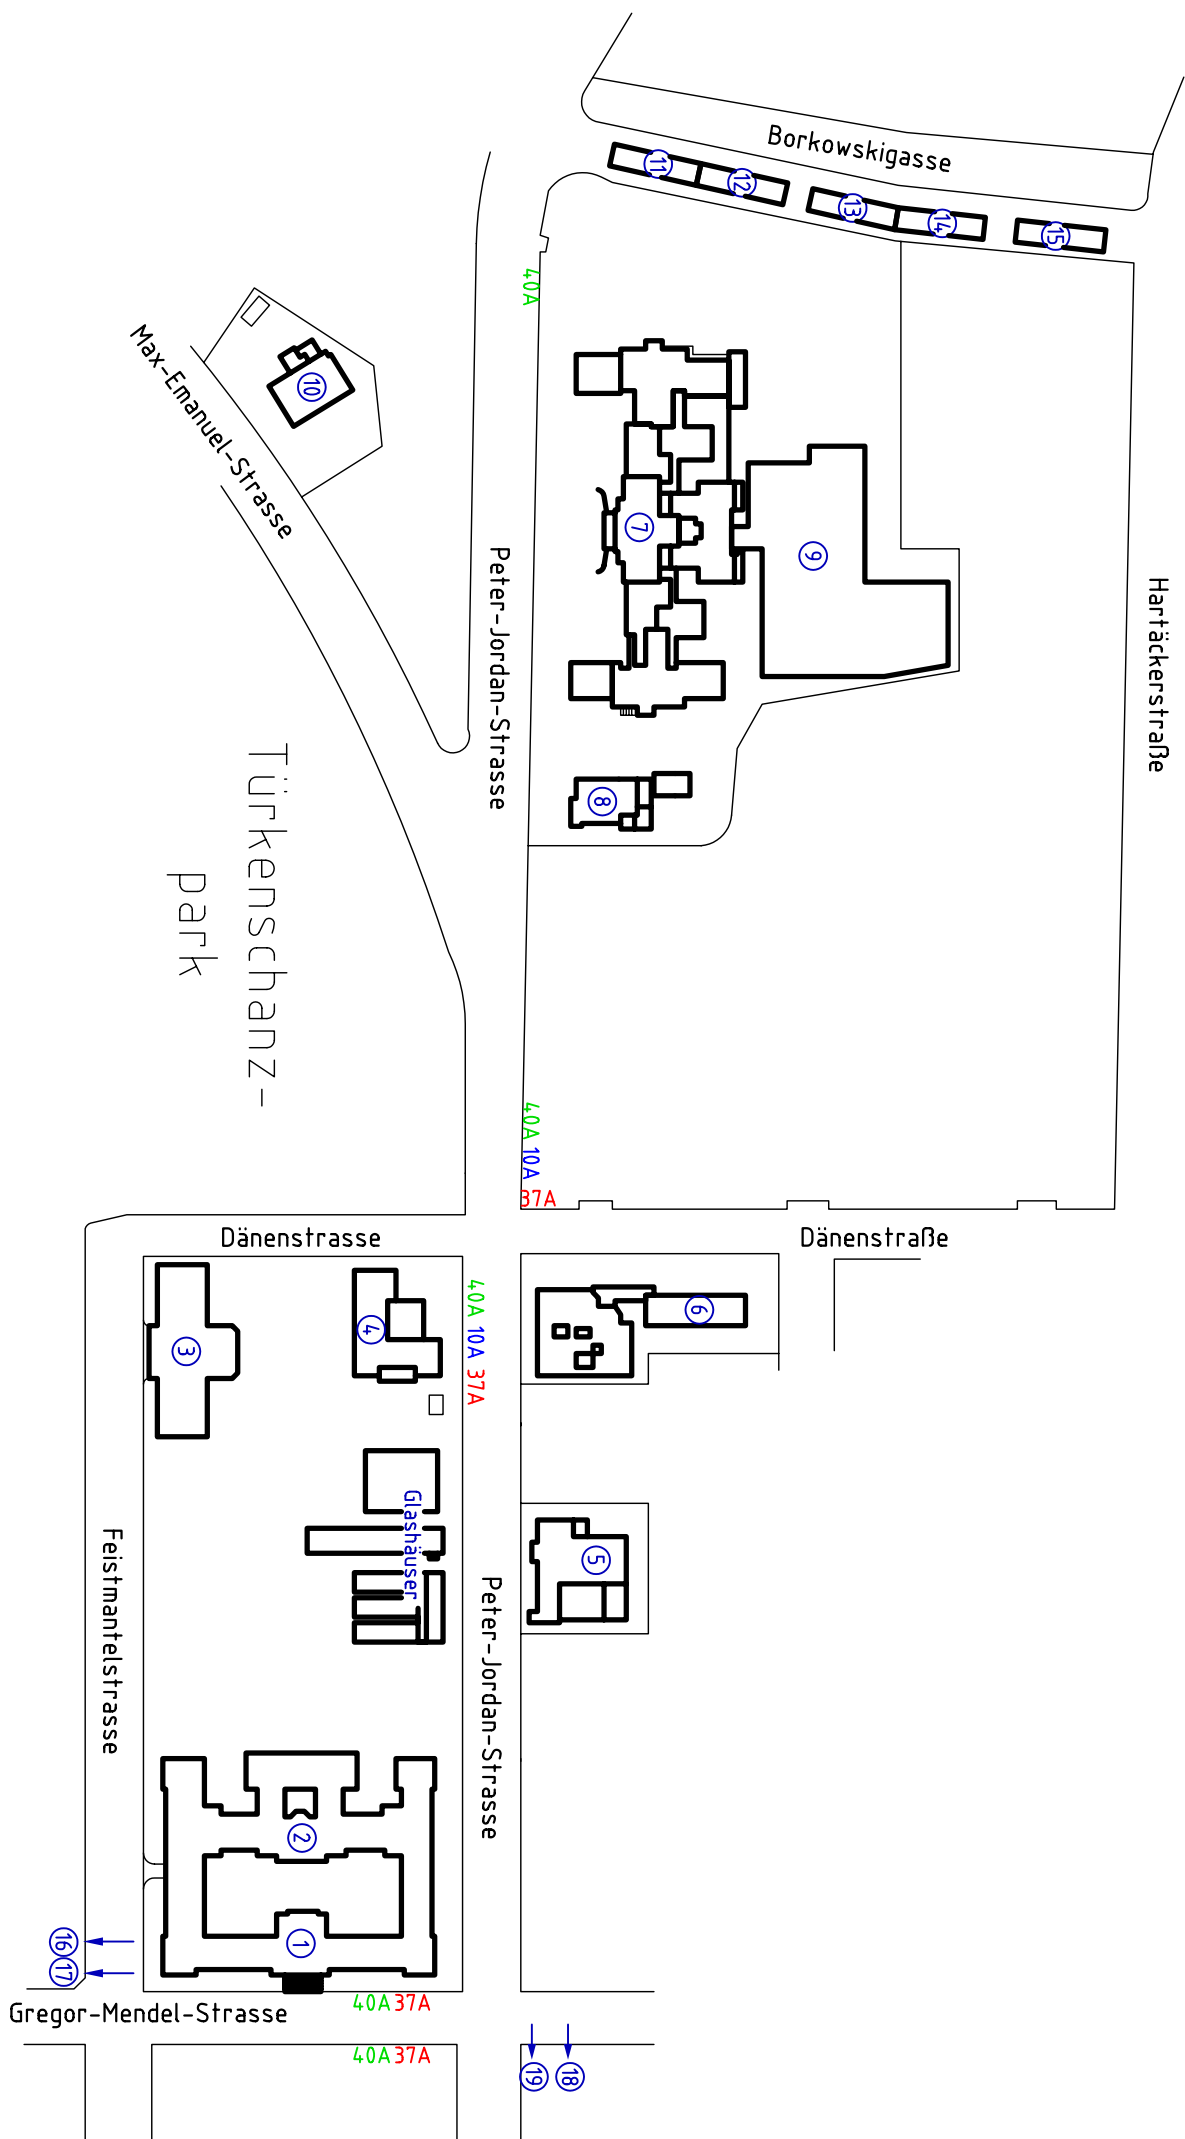 Borkowskigasse
11
12
13
14
15
40A
Max-Emanuel-Strasse
10
7
9
Peter-Jordan-Strasse
Hartäckerstraße
8
Türkenschanz-
park
40A 10A
37A
Dänenstrasse
Dänenstraße
3
4
40A 10A 37A
6
Glashäuser
5
Feistmantelstrasse
Peter-Jordan-Strasse
2
1
16
17
Gregor-Mendel-Strasse
40A 37A
40A 37A
19
18